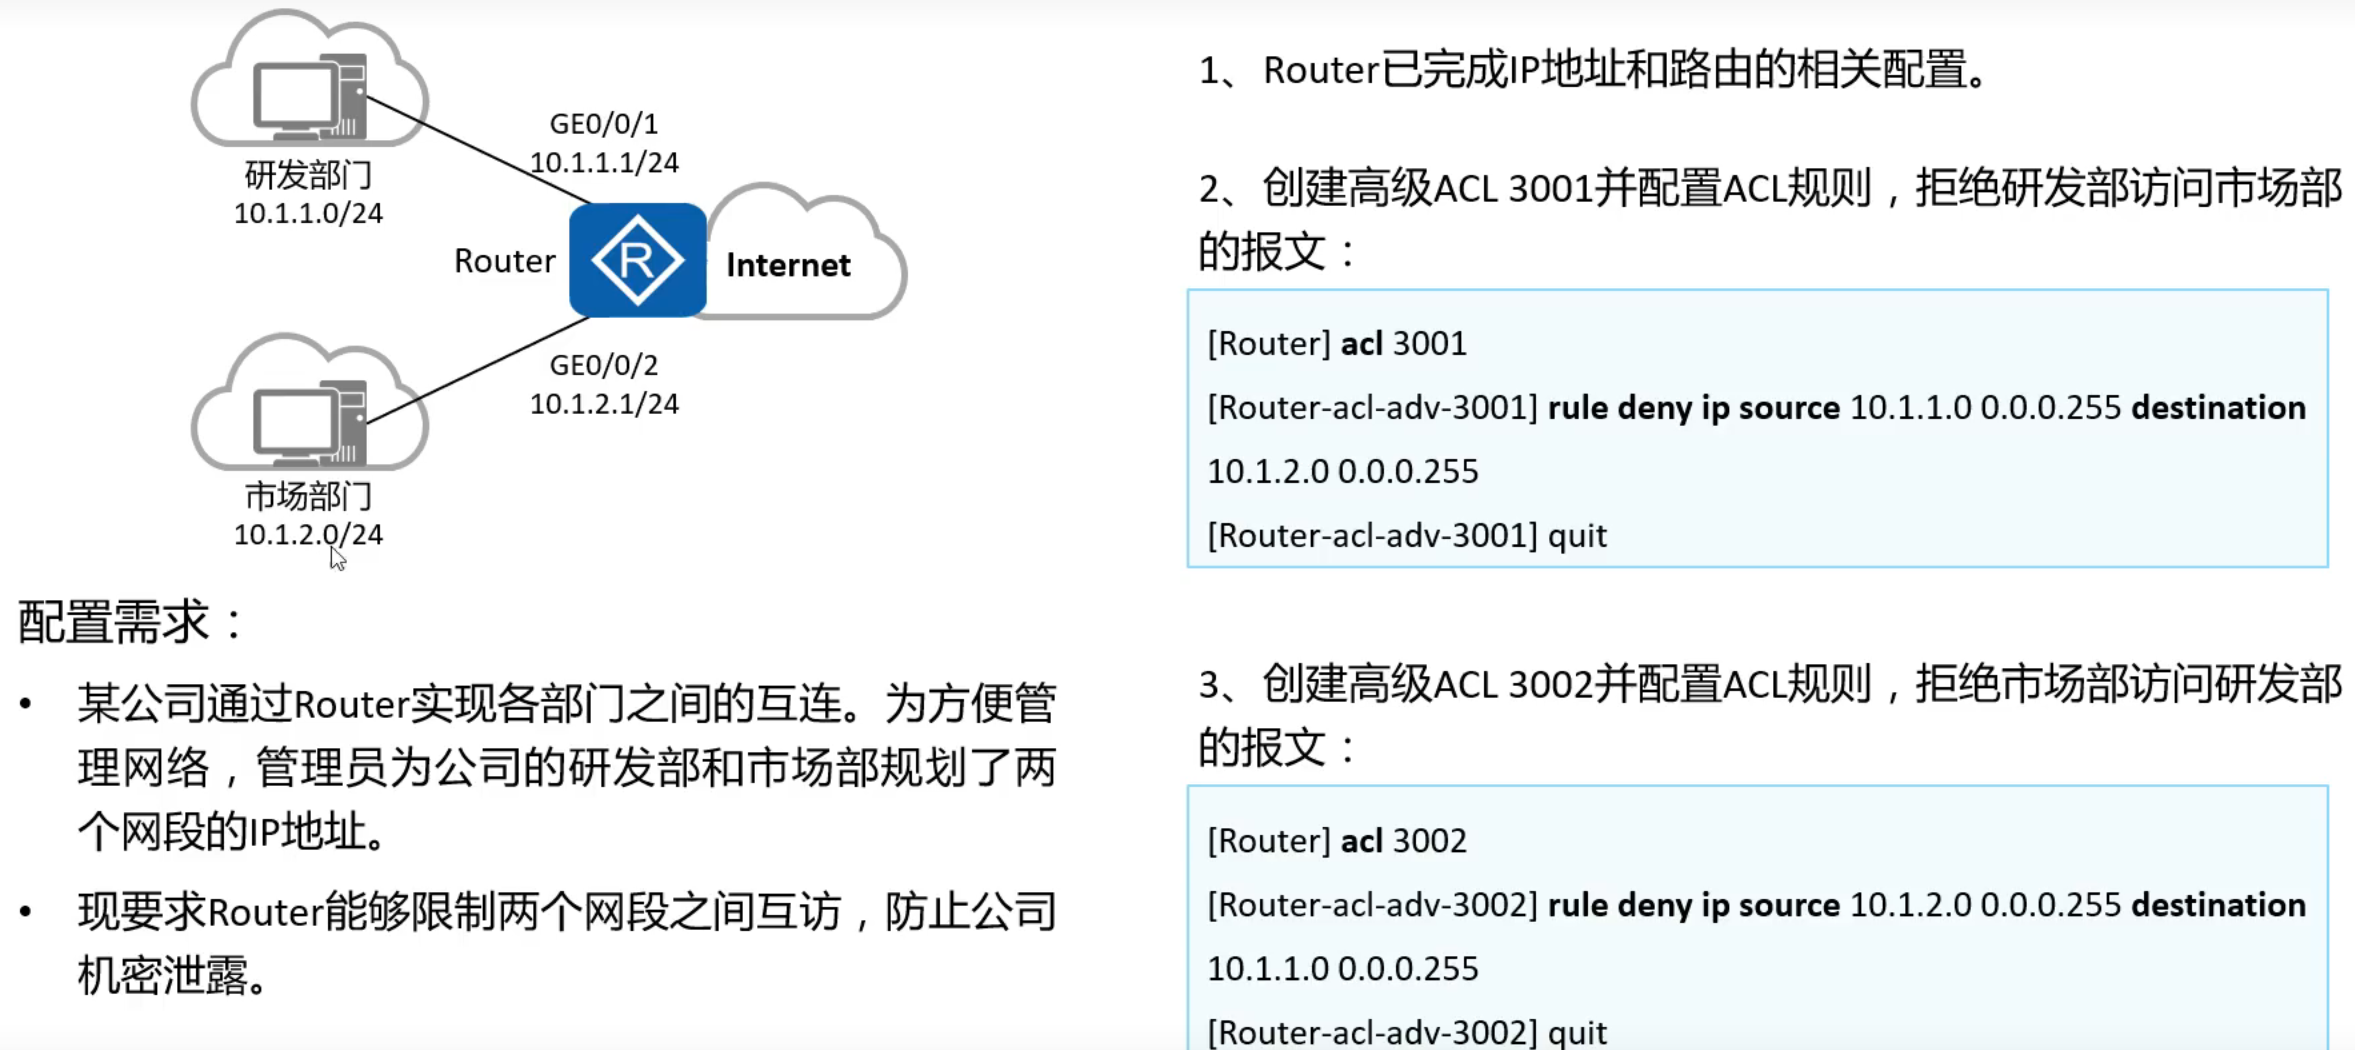 研发部门
10.1.1.0/24
GE0/0/1
10.1.1.1/24
Router
R
Internet
GE0/0/2
10.1.2.1/24
市场部门
10.1.2.0/24
配置需求：
• 某公司通过Router实现各部门之间的互连。为方便管
理网络，管理员为公司的研发部和市场部规划了两
个网段的IP地址。
• 现要求Router能够限制两个网段之间互访，防止公司
机密泄露。
1、Router已完成IP地址和路由的相关配置。
2、创建高级ACL 3001并配置ACL规则，拒绝研发部访问市场部
的报文：
[Router] acl 3001
[Router-acl-adv-3001] rule deny ip source 10.1.1.0 0.0.0.255 destination
10.1.2.0 0.0.0.255
[Router-acl-adv-3001] quit
3、创建高级ACL 3002并配置ACL规则，拒绝市场部访问研发部
的报文：
[Router] acl 3002
[Router-acl-adv-3002] rule deny ip source 10.1.2.0 0.0.0.255 destination
10.1.1.0 0.0.0.255
[Router-acl-adv-3002] quit